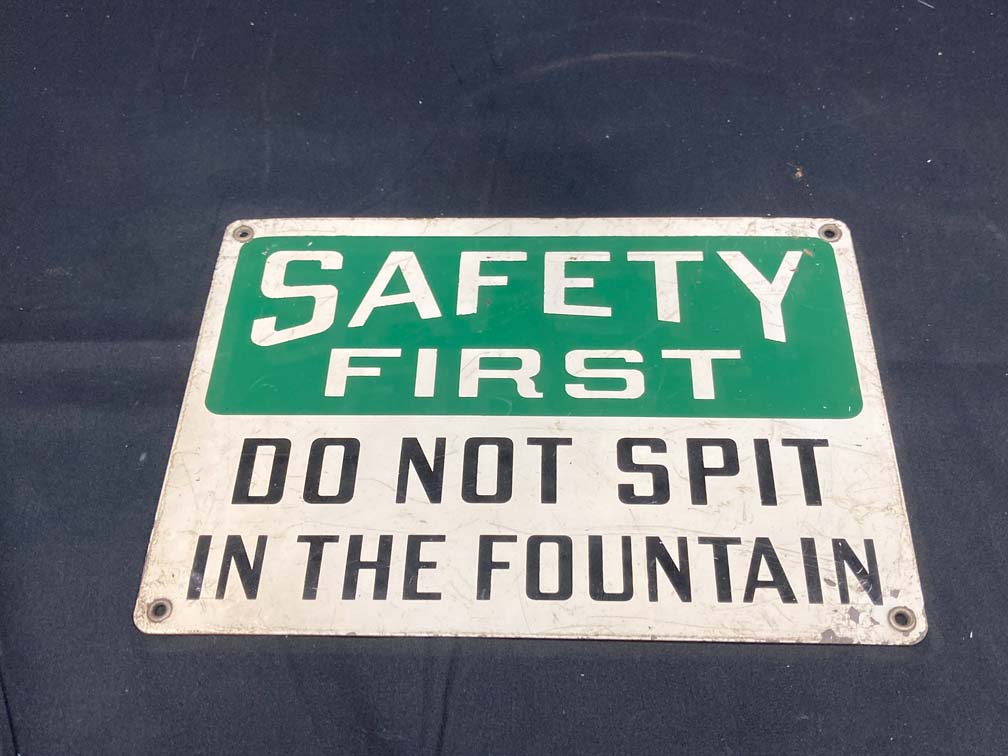 SAFETY
FIRST
DO NOT SPIT
IN THE FOUNTAIN